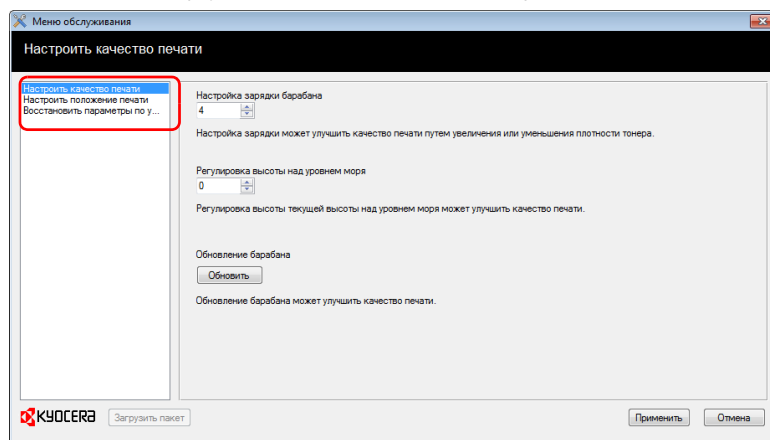 Меню обслуживания
Настроить качество печати
Настроить качество печати
Настроить положение печати
Восстановить параметры по у...
Настройка зарядки барабана
4
Настройка зарядки может улучшить качество печати путем увеличения или уменьшения плотности тонера.
Регулировка высоты над уровнем моря
0
Регулировка высоты текущей высоты над уровнем моря может улучшить качество печати.
Обновление барабана
Обновить
Обновление барабана может улучшить качество печати.
KYOCERA
Загрузить пакет
Применить
Отмена